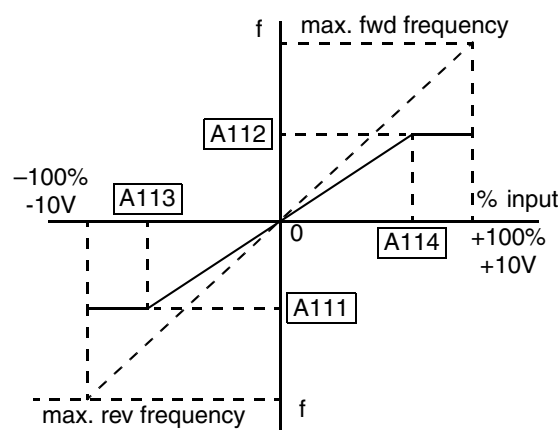 f
max. fwd frequency
A112
–100%
-10V
A113
% input
0
A114
+100%
+10V
A111
max. rev frequency
f